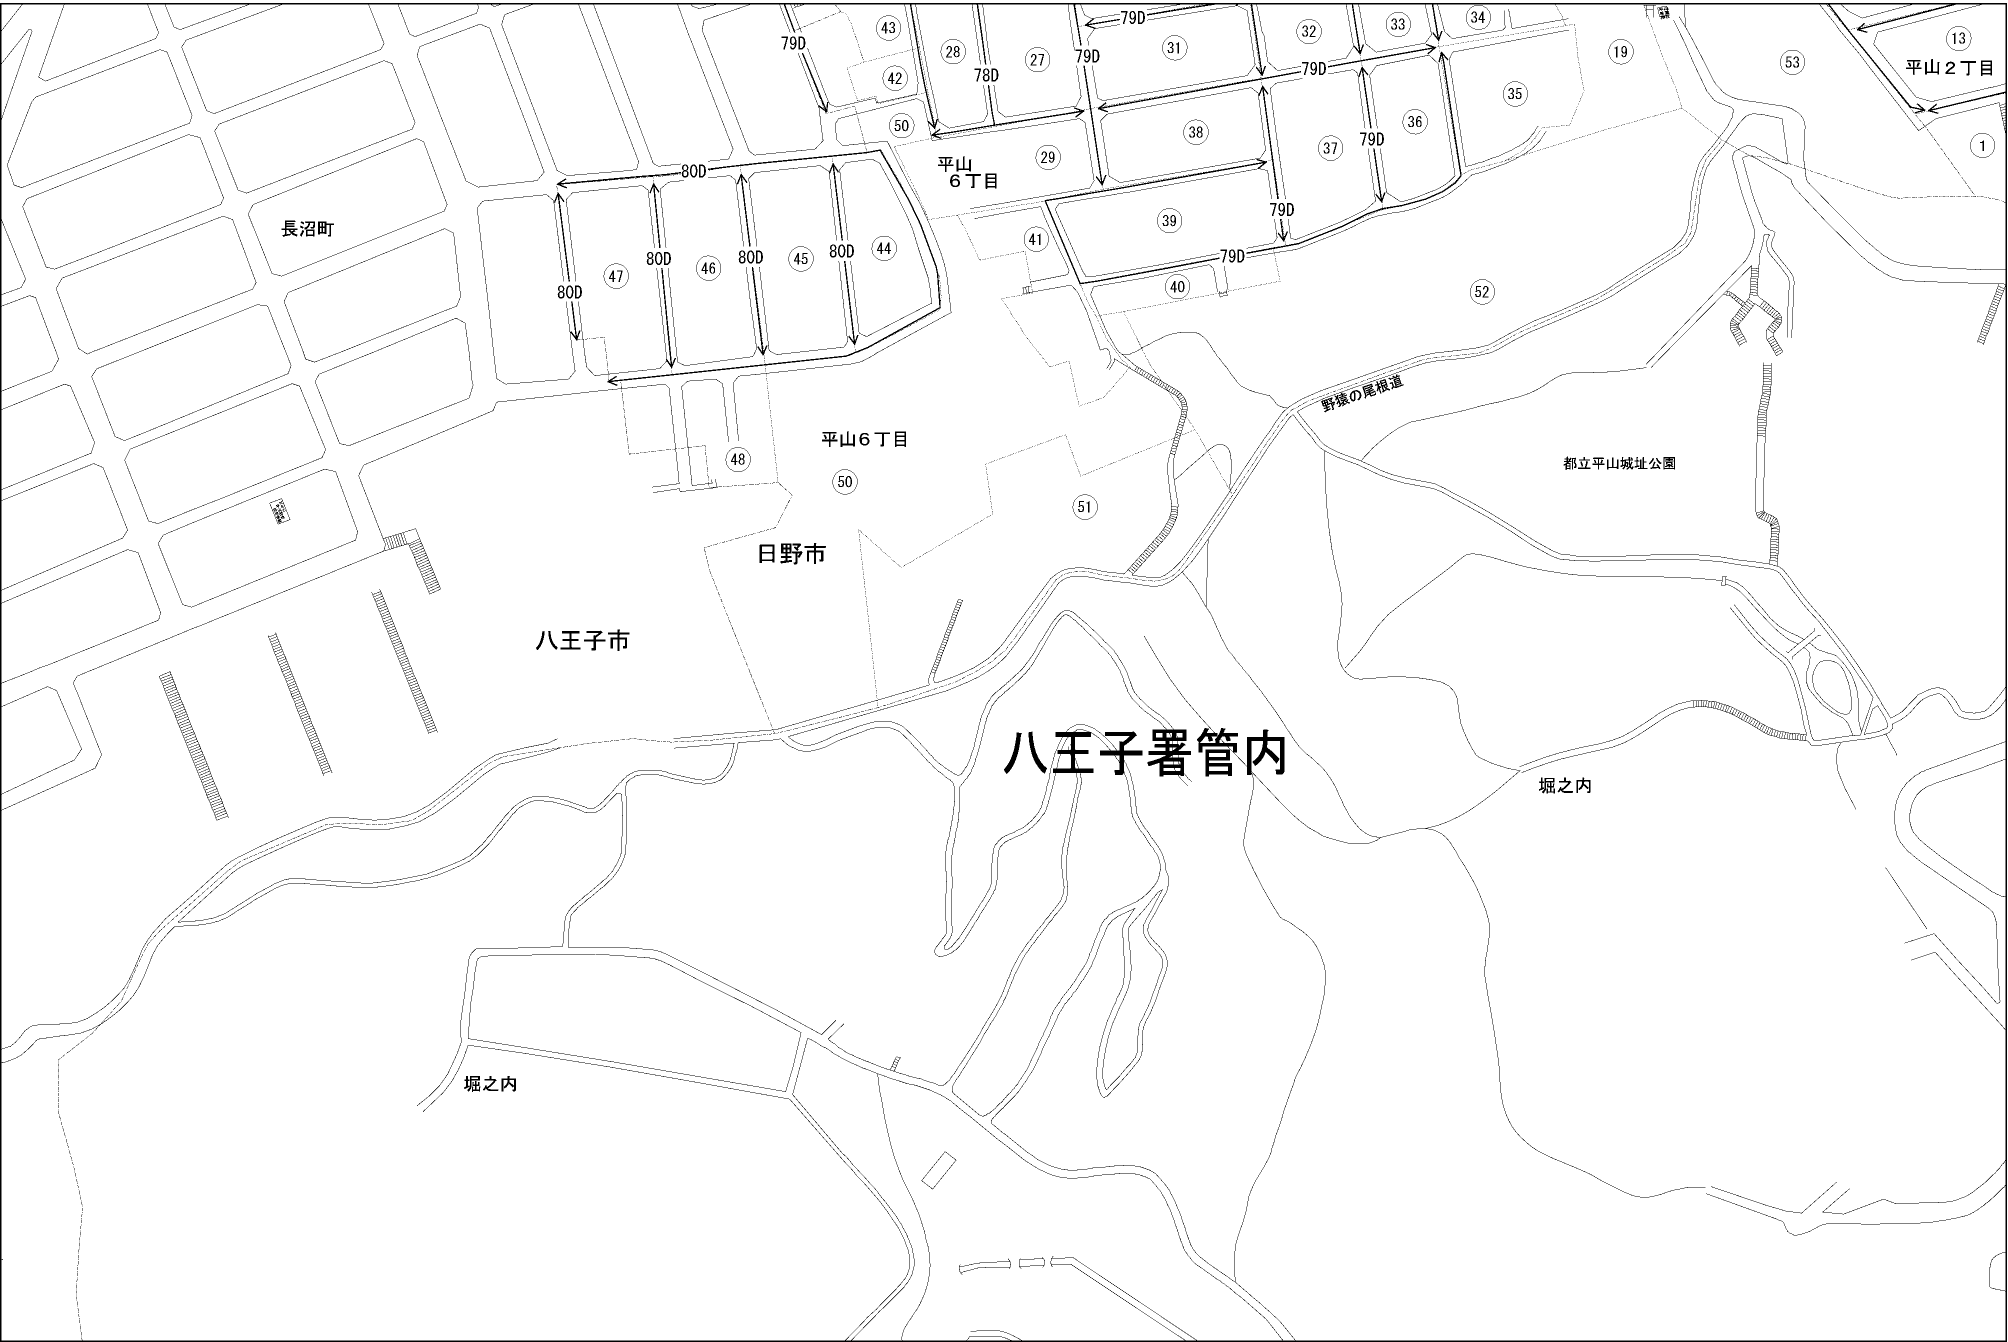 79D
43
28
27
79D
78D
42
50
79D
31
32
33
34
19
53
13
平山２丁目
79D
35
38
37
79D
36
1
平山
６丁目
29
80D
長沼町
47
80D
46
80D
45
80D
44
80D
41
39
79D
79D
40
52
野猿の尾根道
都立平山城址公園
平山６丁目
48
50
51
日野市
八王子市
八王子署管内
堀之内
堀之内